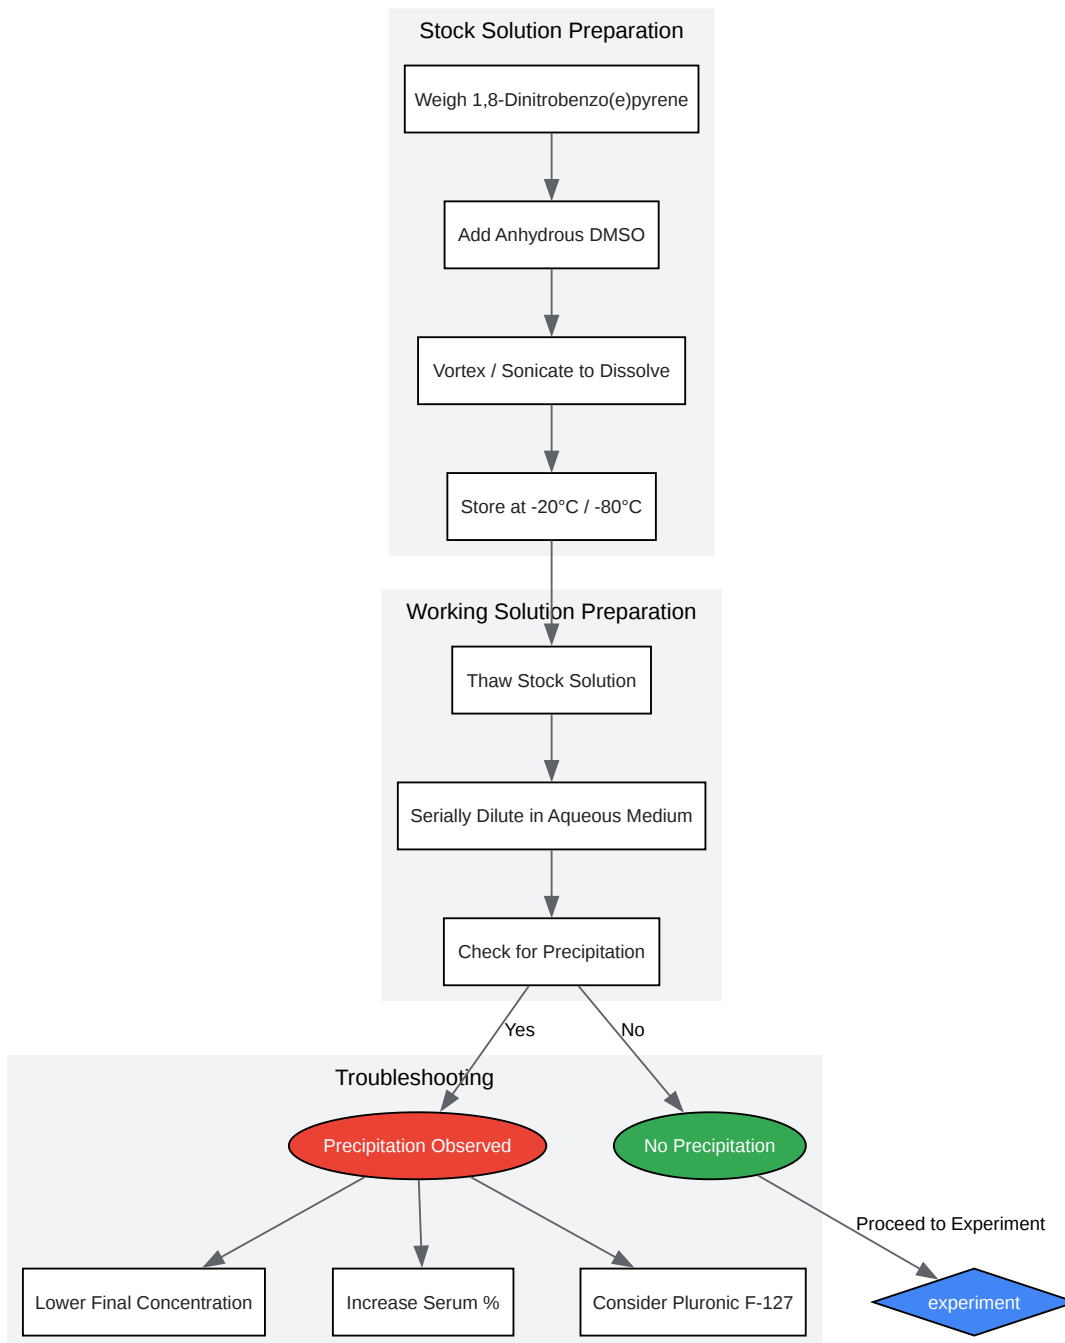 Stock Solution Preparation
Weigh 1,8-Dinitrobenzo(e)pyrene
Add Anhydrous DMSO
Vortex / Sonicate to Dissolve
Store at -20°C / -80°C
Working Solution Preparation
Thaw Stock Solution
Serially Dilute in Aqueous Medium
Check for Precipitation
Yes
No
Troubleshooting
Precipitation Observed
No Precipitation
Proceed to Experiment
Lower Final Concentration
Increase Serum %
Consider Pluronic F-127
experiment